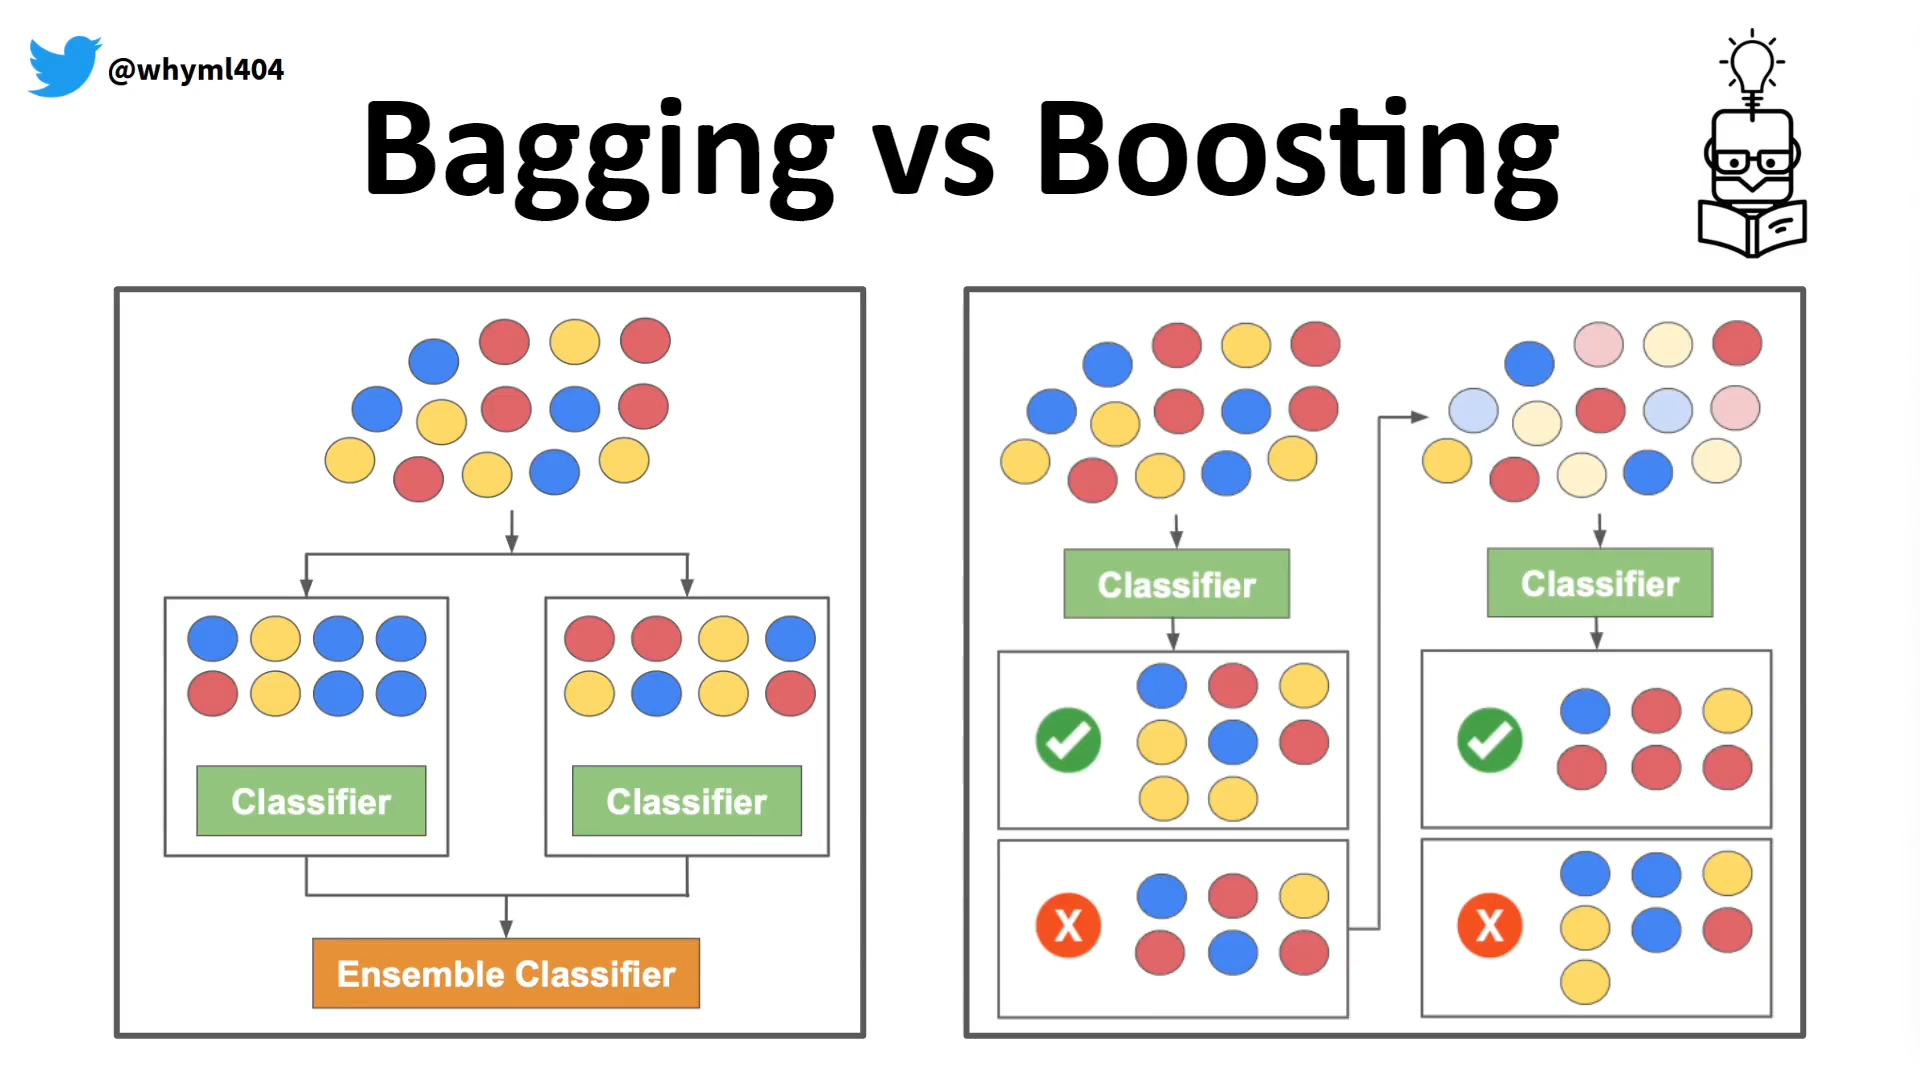 @whyml404
Bagging vs Boosting
Classifier
Classifier
Ensemble Classifier
Classifier
Classifier
X
X